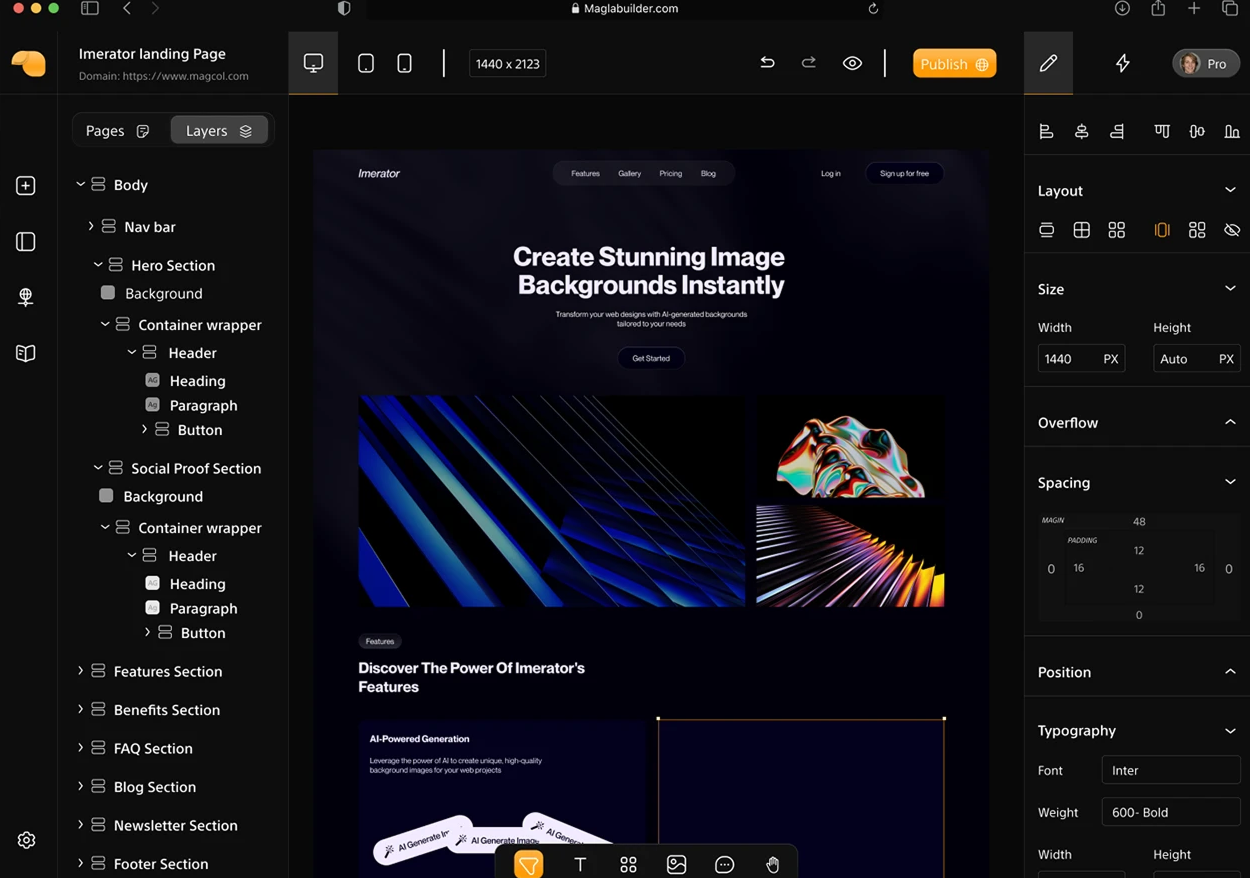 Maglabuilder.com
Imerator landing Page
Domain: https://www.magcol.com
1440 x 2123
Publish
Pro
Pages
Layers
Body
Nav bar
Hero Section
Background
Container wrapper
Header
AG Heading
Ag Paragraph
Button
Social Proof Section
Background
Container wrapper
Header
AG Heading
Ag Paragraph
Button
Features Section
Benefits Section
FAQ Section
Blog Section
Newsletter Section
Footer Section
Imerator
Features Gallery Pricing Blog
Log in
Sign up for free
Create Stunning Image
Backgrounds Instantly
Transform your web designs with AI-generated backgrounds
tailored to your needs
Get Started
Features
Discover The Power Of Imerator's
Features
AI-Powered Generation
Leverage the power of AI to create unique, high-quality
background images for your web projects
AI Generate Im
AI Generate Image
AI Gene
T
Layout
Size
Width Height
1440 PX Auto PX
Overflow
Spacing
MAGIN
48
PADDING
12
0 16 16 0
12
0
Position
Typography
Font Inter
Weight 600- Bold
Width Height